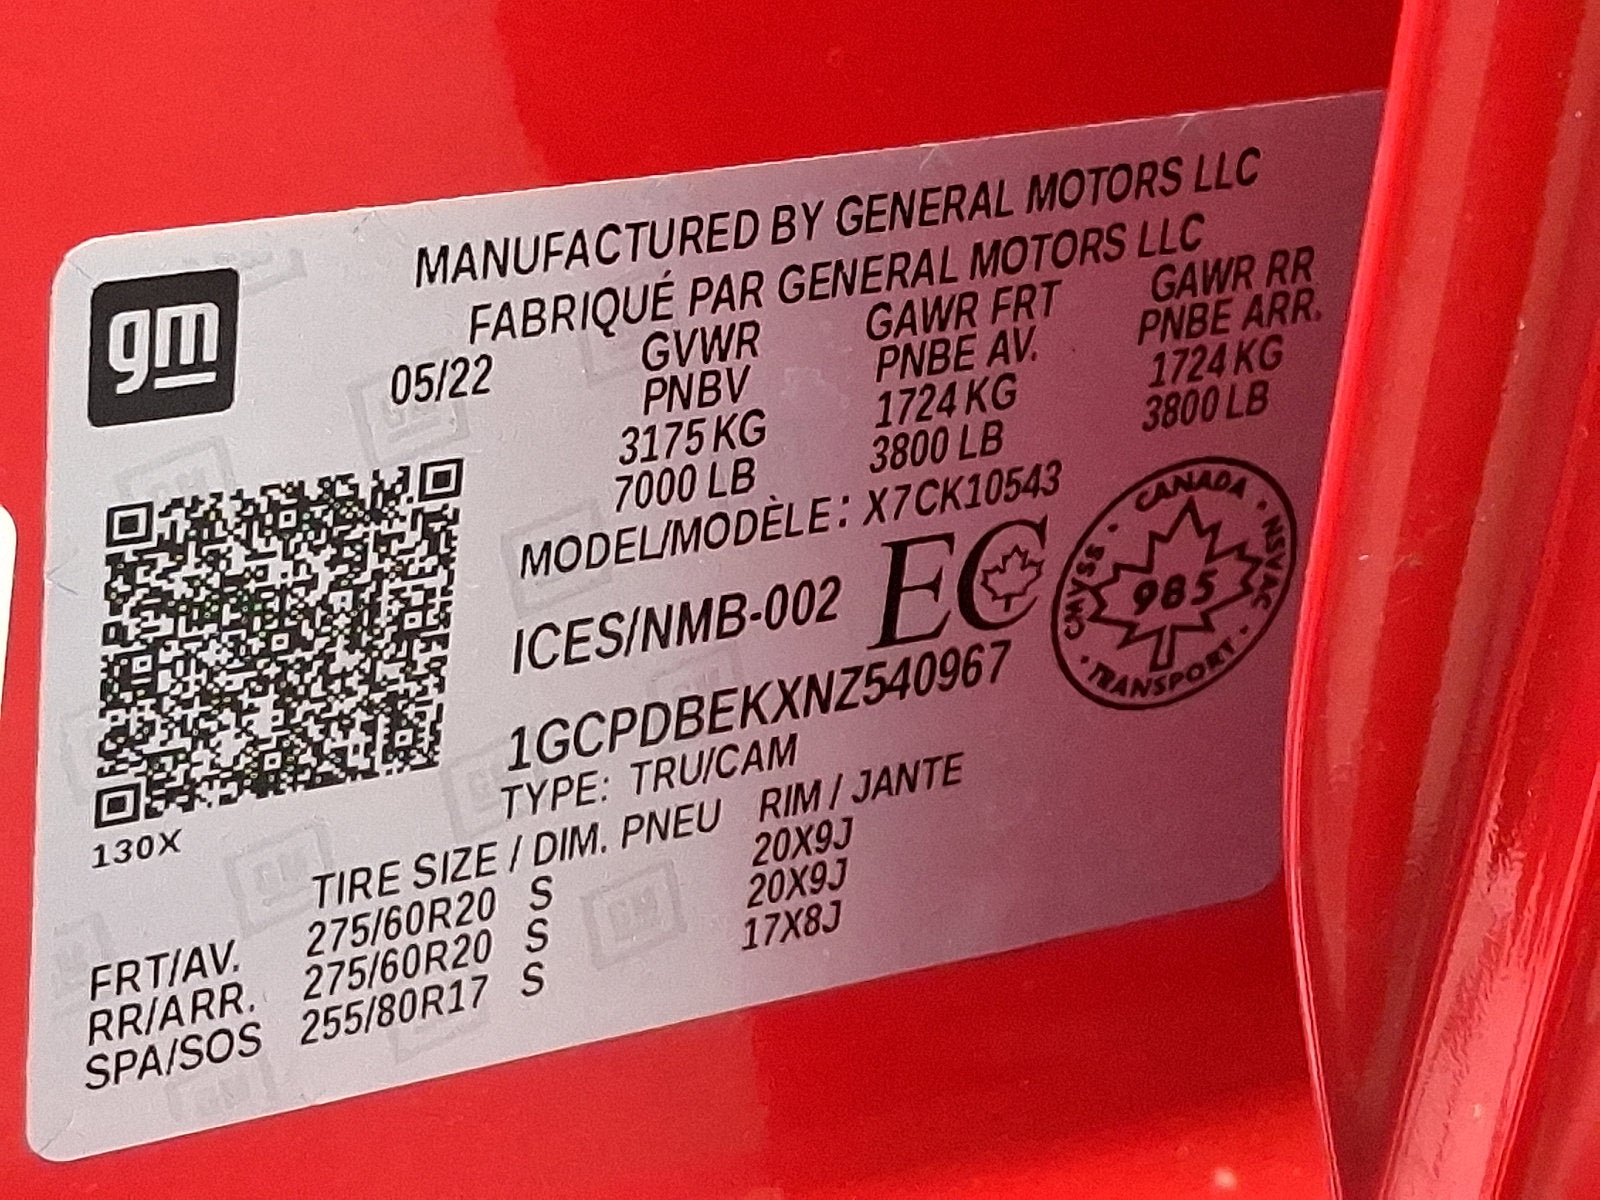 MANUFACTURED BY GENERAL MOTORS LLC
FABRIQUÉ PAR GENERAL MOTORS LLC
gm
05/22
GVWR
PNBV
3175 KG
7000 LB
GAWR FRT
PNBE AV.
1724 KG
3800 LB
GAWR RR
PNBE ARR.
1724 KG
3800 LB
MODEL/MODÈLE: X7CK10543
ICES/NMB-002
EC
CANADA · NSVAC · TRANSPORT · CMVSS ·
985
1GCPDBEKXNZ540967
TYPE: TRU/CAM
130X
TIRE SIZE / DIM. PNEU RIM / JANTE
FRT/AV. 275/60R20 S 20X9J
RR/ARR. 275/60R20 S 20X9J
SPA/SOS 255/80R17 S 17X8J